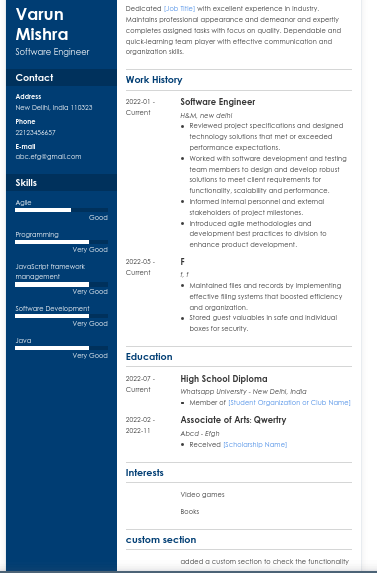 Varun
Mishra
Software Engineer
Contact
Address
New Delhi, India 110323
Phone
22123456657
E-mail
abc.efg@gmail.com
Skills
Agile
Good
Programming
Very Good
JavaScript framework
management
Very Good
Software Development
Very Good
Java
Very Good
Dedicated [Job Title] with excellent experience in industry.
Maintains professional appearance and demeanor and expertly
completes assigned tasks with focus on quality. Dependable and
quick-learning team player with effective communication and
organization skills.
Work History
2022-01 -
Current
Software Engineer
H&M, new delhi
Reviewed project specifications and designed
technology solutions that met or exceeded
performance expectations.
Worked with software development and testing
team members to design and develop robust
solutions to meet client requirements for
functionality, scalability and performance.
Informed internal personnel and external
stakeholders of project milestones.
Introduced agile methodologies and
development best practices to division to
enhance product development.
2022-05 -
Current
F
f, f
Maintained files and records by implementing
effective filing systems that boosted efficiency
and organization.
Stored guest valuables in safe and individual
boxes for security.
Education
2022-07 -
Current
High School Diploma
Whatsapp University - New Delhi, India
Member of [Student Organization or Club Name]
2022-02 -
2022-11
Associate of Arts: Qwertry
Abcd - Efgh
Received [Scholarship Name]
Interests
Video games
Books
custom section
added a custom section to check the functionality